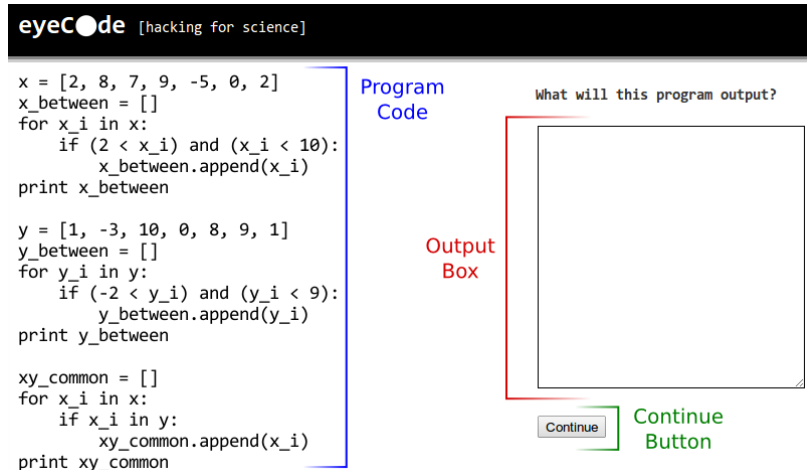 eyeCode [hacking for science]
x = [2, 8, 7, 9, -5, 0, 2]
x_between = []
for x_i in x:
    if (2 < x_i) and (x_i < 10):
        x_between.append(x_i)
print x_between
y = [1, -3, 10, 0, 8, 9, 1]
y_between = []
for y_i in y:
    if (-2 < y_i) and (y_i < 9):
        y_between.append(y_i)
print y_between
xy_common = []
for x_i in x:
    if x_i in y:
        xy_common.append(x_i)
print xy_common
Program
Code
What will this program output?
Output
Box
Continue
Continue
Button